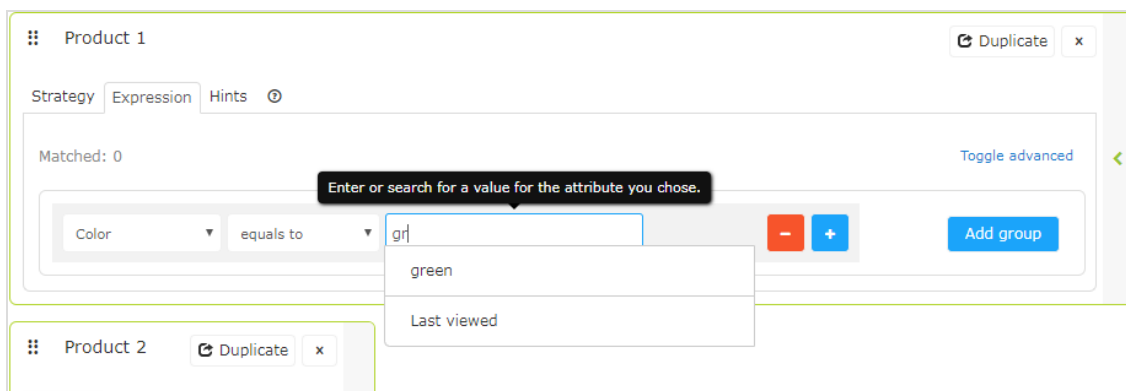 Product 1
Duplicate x
Strategy Expression Hints ?
Matched: 0
Toggle advanced
Enter or search for a value for the attribute you chose.
Color equals to gr - + Add group
green
Last viewed
Product 2
Duplicate x